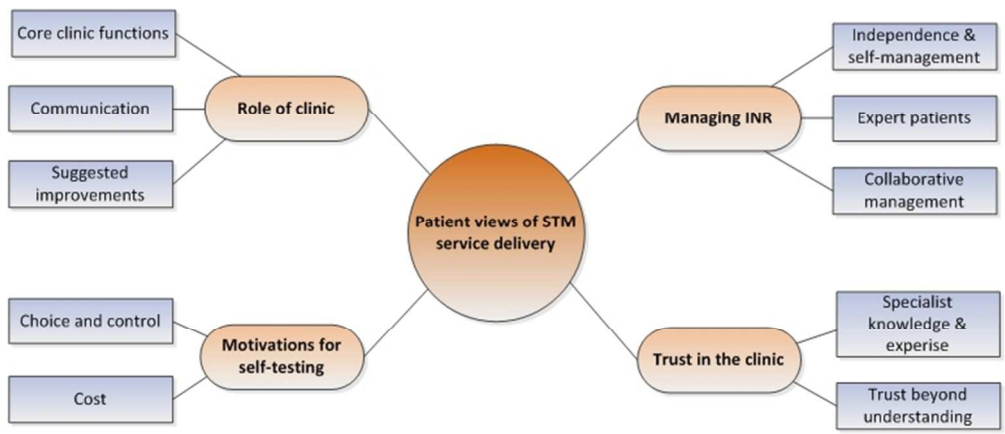 Core clinic functions
Communication
Suggested
improvements
Role of clinic
Independence &
self-management
Expert patients
Collaborative
management
Managing INR
Patient views of STM
service delivery
Choice and control
Cost
Motivations for
self-testing
Trust in the clinic
Specialist
knowledge &
experise
Trust beyond
understanding